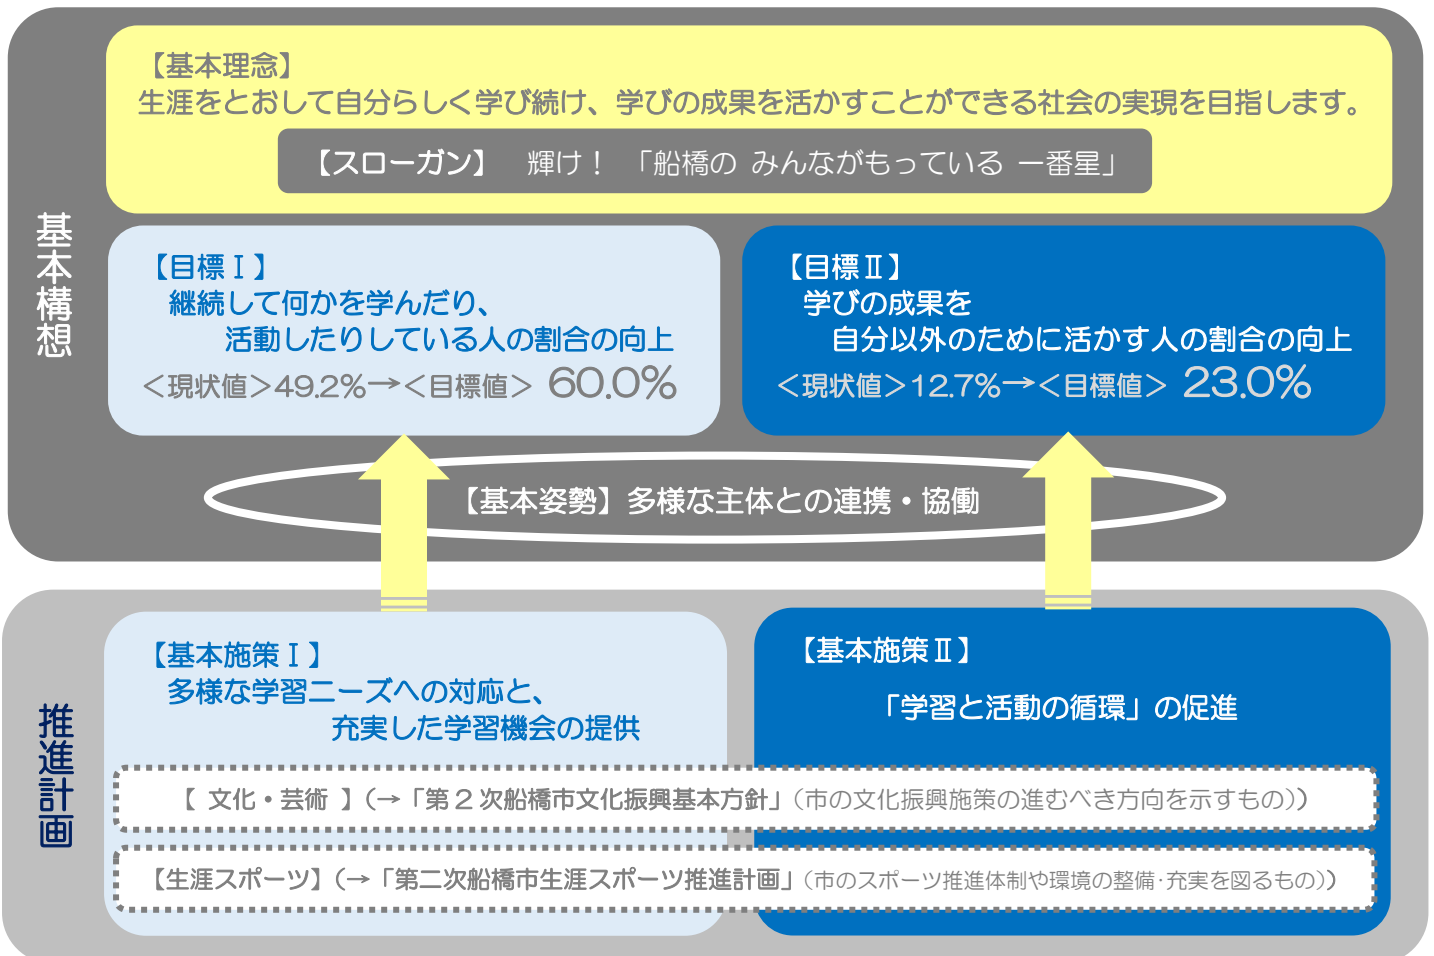 基本構想
【基本理念】
生涯をとおして自分らしく学び続け、学びの成果を活かすことができる社会の実現を目指します。
【スローガン】　輝け！「船橋の みんながもっている 一番星」
【目標Ⅰ】
継続して何かを学んだり、
活動したりしている人の割合の向上
＜現状値＞49.2%→＜目標値＞ 60.0%
【目標Ⅱ】
学びの成果を
自分以外のために活かす人の割合の向上
＜現状値＞12.7%→＜目標値＞ 23.0%
【基本姿勢】多様な主体との連携・協働
推進計画
【基本施策Ⅰ】
多様な学習ニーズへの対応と、
充実した学習機会の提供
【基本施策Ⅱ】
「学習と活動の循環」の促進
【 文化・芸術 】（→「第２次船橋市文化振興基本方針」（市の文化振興施策の進むべき方向を示すもの））
【生涯スポーツ】（→「第二次船橋市生涯スポーツ推進計画」（市のスポーツ推進体制や環境の整備･充実を図るもの））